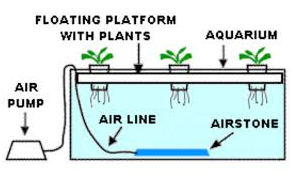 FLOATING PLATFORM
WITH PLANTS
AQUARIUM
AIR
PUMP
AIR LINE
AIRSTONE